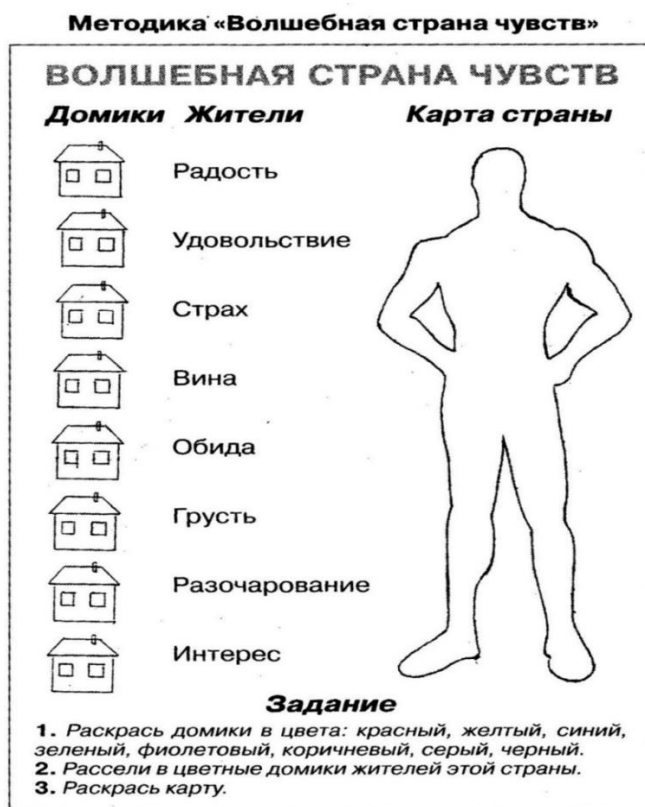 Методика «Волшебная страна чувств»
ВОЛШЕБНАЯ СТРАНА ЧУВСТВ
Домики Жители Карта страны
Радость
Удовольствие
Страх
Вина
Обида
Грусть
Разочарование
Интерес
Задание
1. Раскрась домики в цвета: красный, желтый, синий,
зеленый, фиолетовый, коричневый, серый, черный.
2. Рассели в цветные домики жителей этой страны.
3. Раскрась карту.